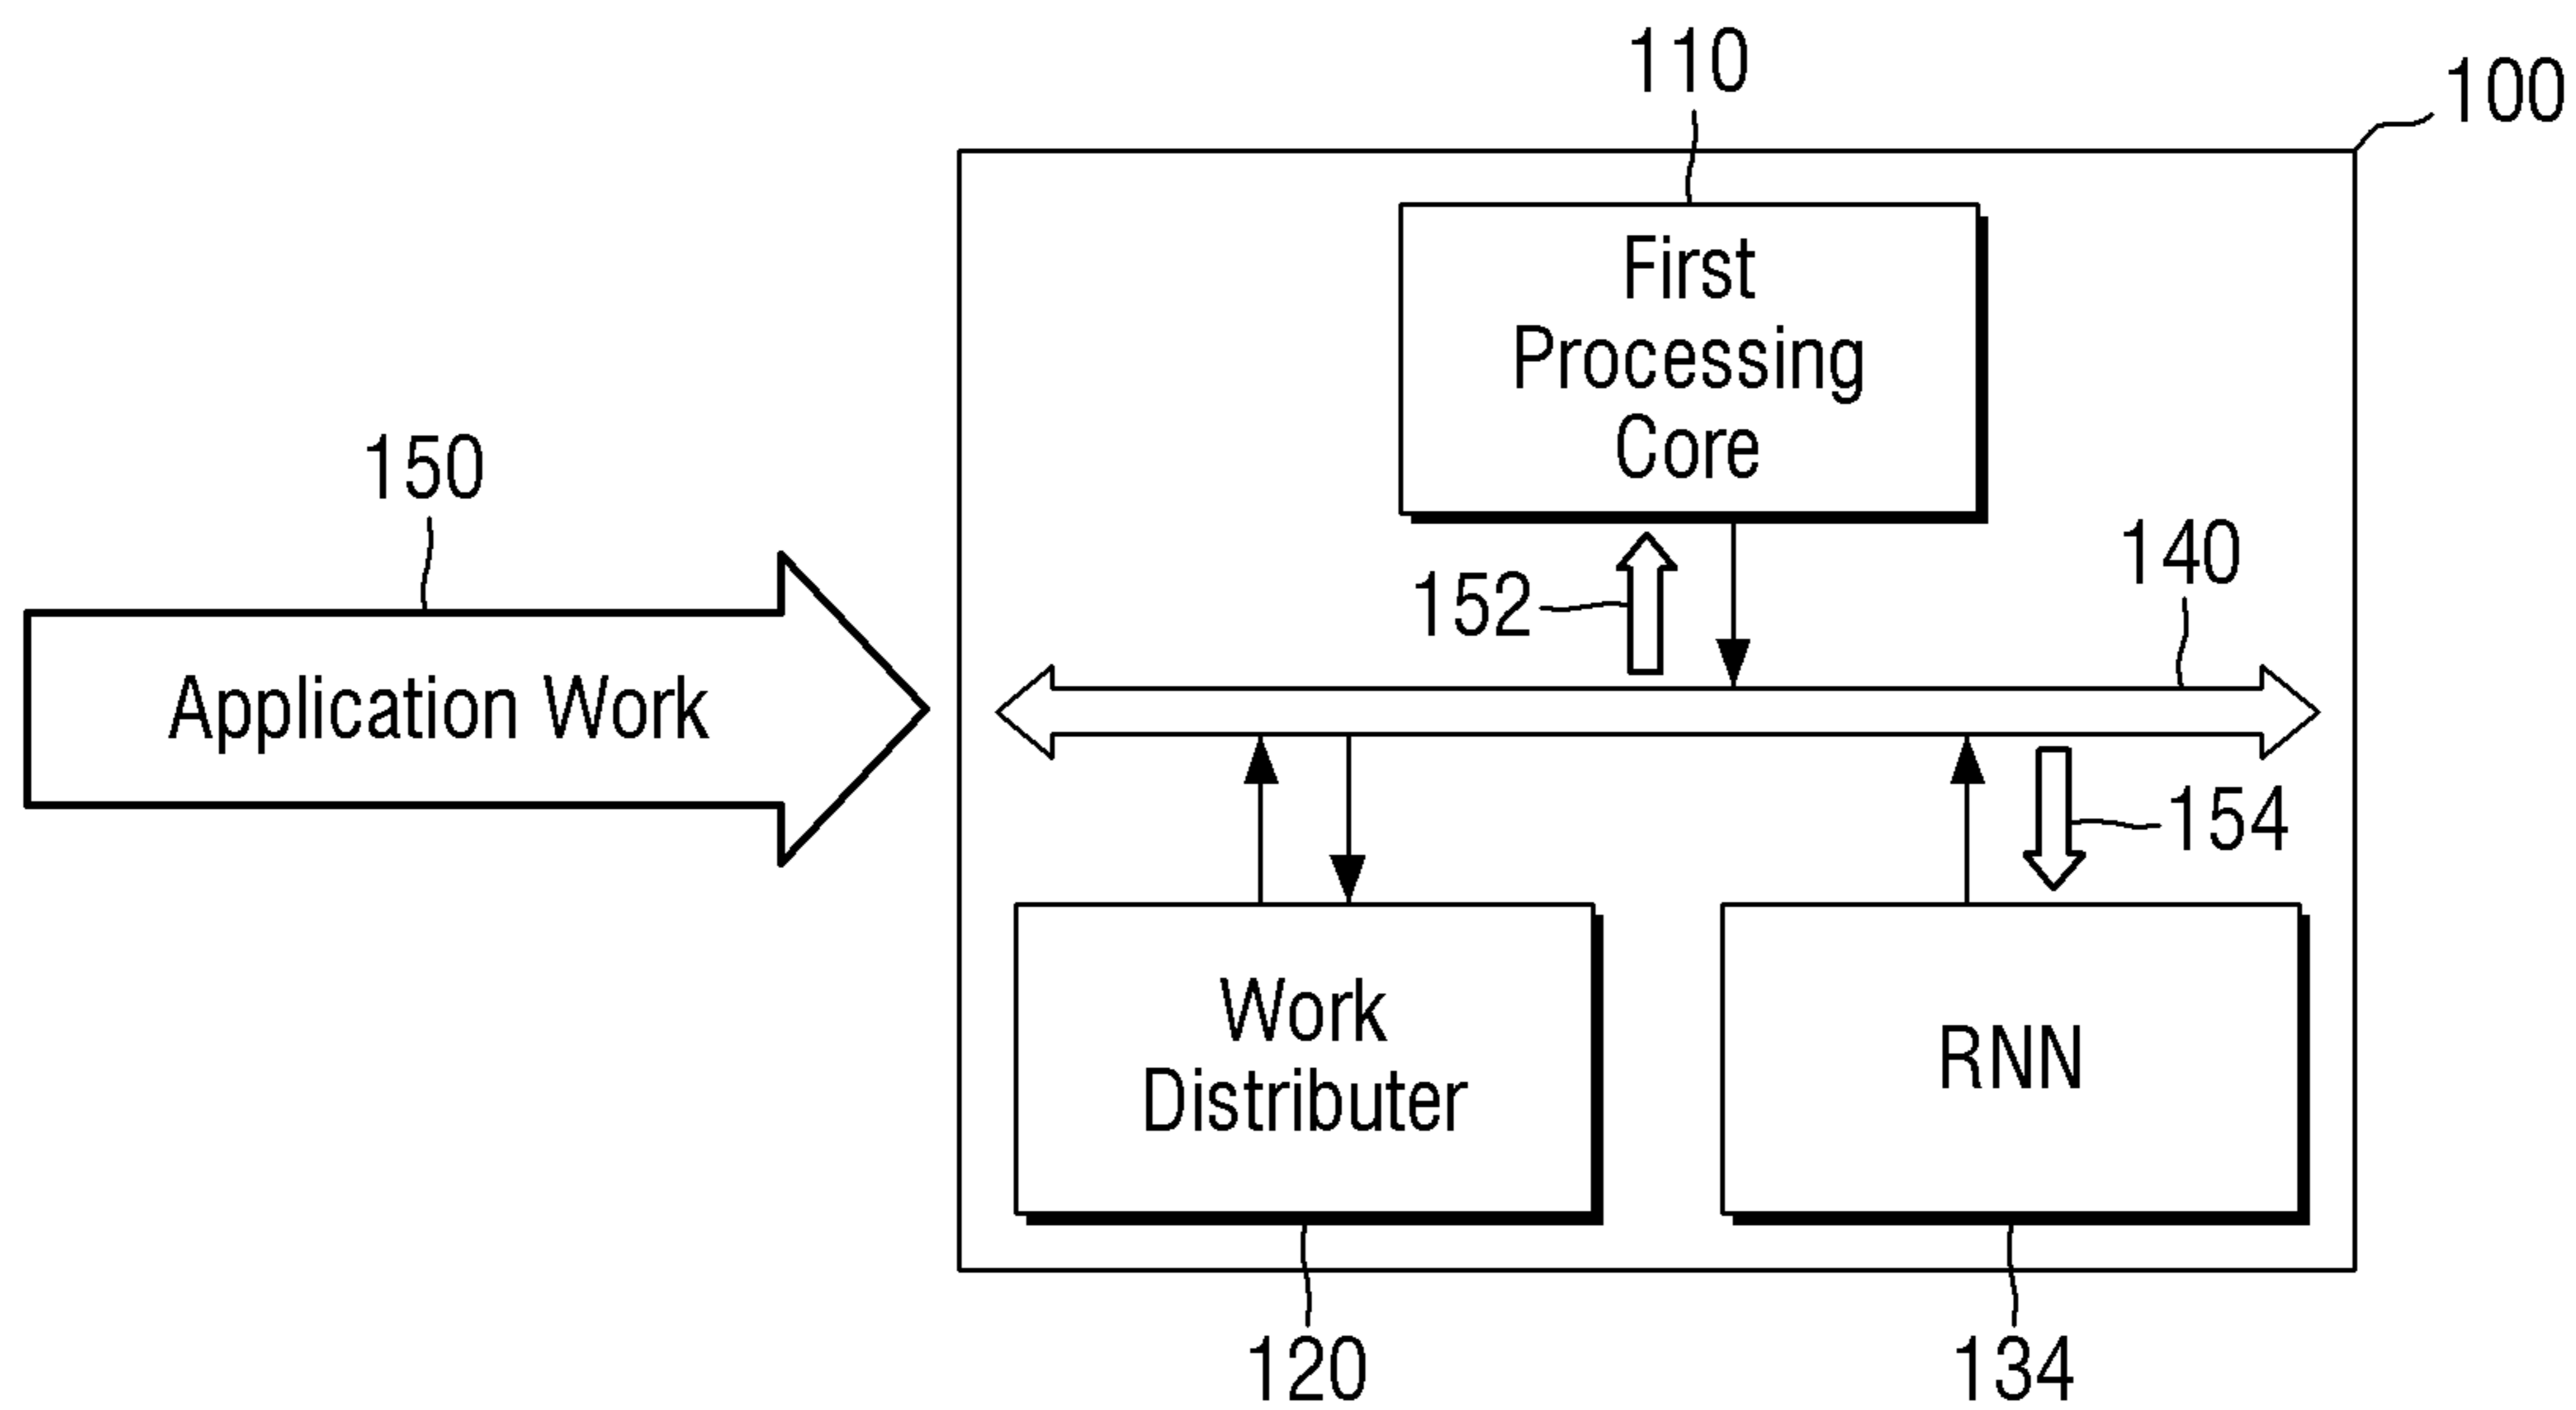 110
100
First
Processing
Core
150
152
140
Application Work
154
Work
Distributer
RNN
120
134